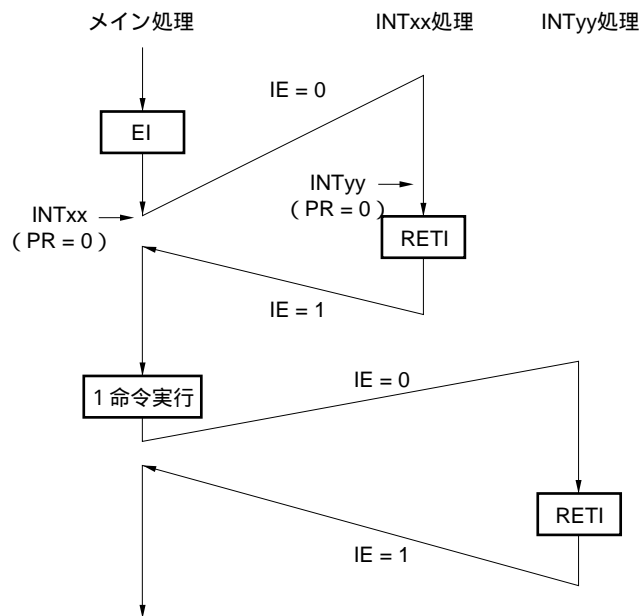 メイン処理
INTxx処理
INTyy処理
IE = 0
EI
INTyy
（PR = 0）
INTxx
（PR = 0）
RETI
IE = 1
IE = 0
1 命令実行
RETI
IE = 1